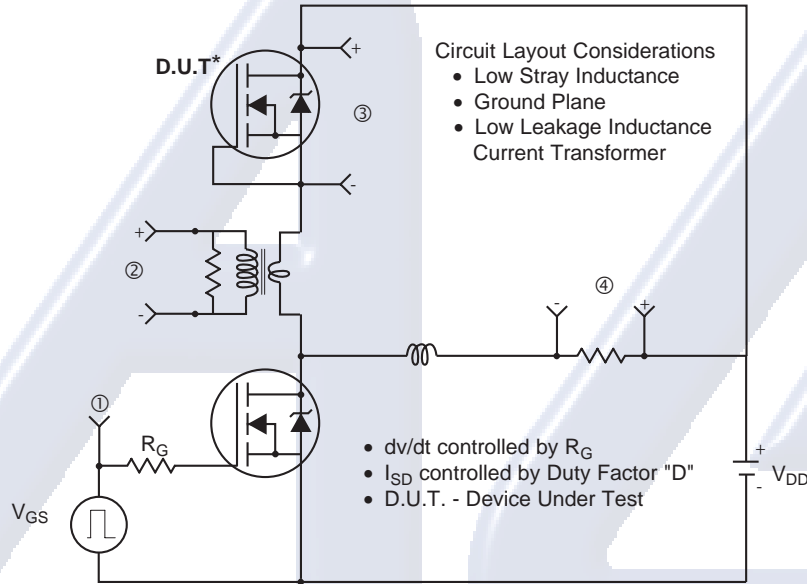 D.U.T*
+
-
③
Circuit Layout Considerations
• Low Stray Inductance
• Ground Plane
• Low Leakage Inductance
Current Transformer
+
②
-
④
-
+
①
RG
VGS
• dv/dt controlled by RG
• ISD controlled by Duty Factor "D"
• D.U.T. - Device Under Test
+
VDD
-